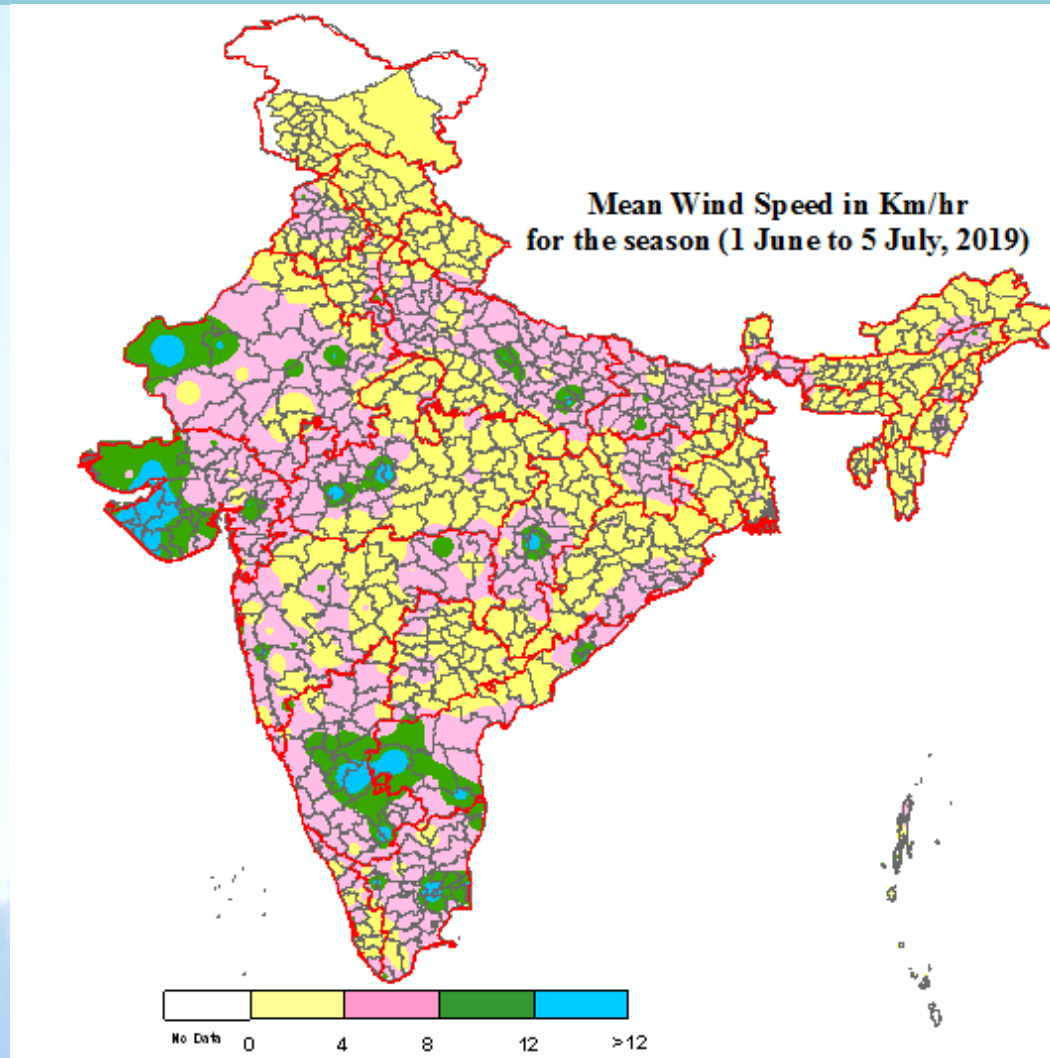 Mean Wind Speed in Km/hr
for the season (1 June to 5 July, 2019)
No Data 0 4 8 12 >12